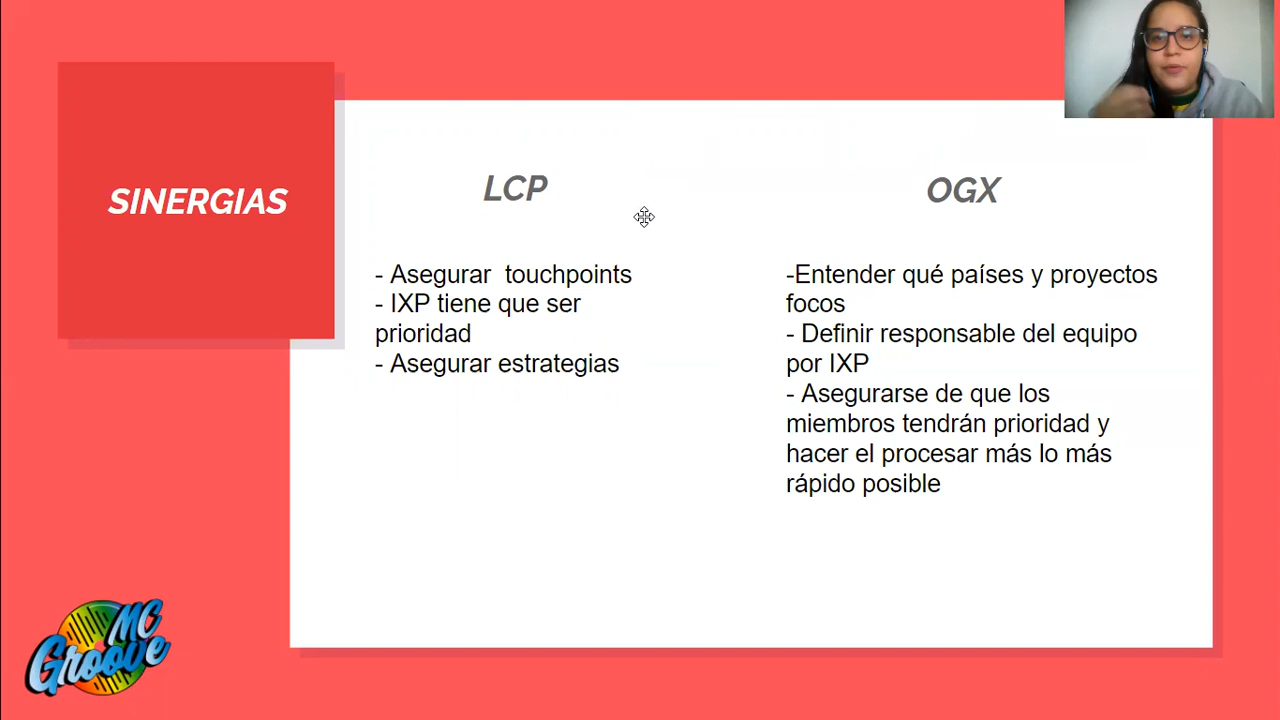 SINERGIAS
LCP
- Asegurar  touchpoints
- IXP tiene que ser
prioridad
- Asegurar estrategias
OGX
-Entender qué países y proyectos
focos
- Definir responsable del equipo
por IXP
- Asegurarse de que los
miembros tendrán prioridad y
hacer el procesar más lo más
rápido posible
MC
Groove